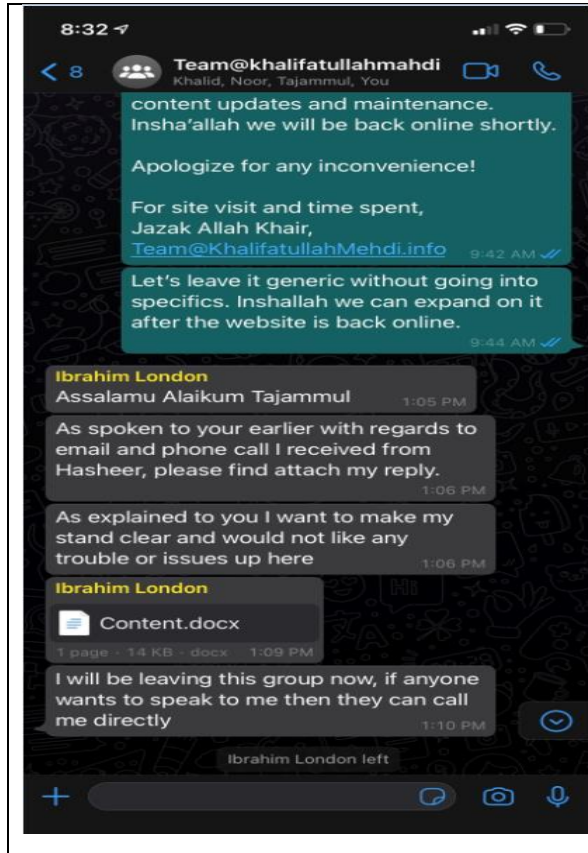 8:32
8
Team@khalifatullahmahdi
Khalid, Noor, Tajammul, You
content updates and maintenance.
Insha'allah we will be back online shortly.
Apologize for any inconvenience!
For site visit and time spent,
Jazak Allah Khair,
Team@KhalifatullahMehdi.info 9:42 AM
Let's leave it generic without going into
specifics. Inshallah we can expand on it
after the website is back online.
9:44 AM
Ibrahim London
Assalamu Alaikum Tajammul 1:05 PM
As spoken to your earlier with regards to
email and phone call I received from
Hasheer, please find attach my reply.
1:06 PM
As explained to you I want to make my
stand clear and would not like any
trouble or issues up here 1:06 PM
Ibrahim London
Content.docx
1 page · 14 KB · docx 1:09 PM
I will be leaving this group now, if anyone
wants to speak to me then they can call
me directly 1:10 PM
Ibrahim London left